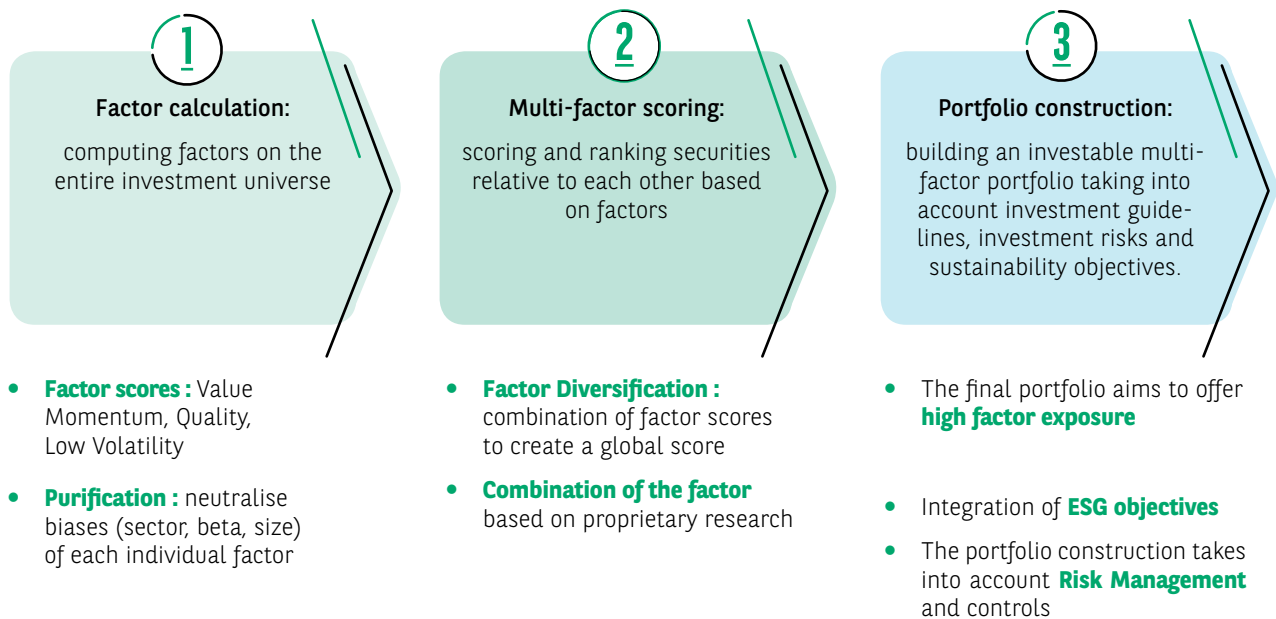 1
Factor calculation:
computing factors on the
entire investment universe
• Factor scores : Value
Momentum, Quality,
Low Volatility
• Purification : neutralise
biases (sector, beta, size)
of each individual factor
2
Multi-factor scoring:
scoring and ranking securities
relative to each other based
on factors
• Factor Diversification :
combination of factor scores
to create a global score
• Combination of the factor
based on proprietary research
3
Portfolio construction:
building an investable multi-
factor portfolio taking into
account investment guide-
lines, investment risks and
sustainability objectives.
• The final portfolio aims to offer
high factor exposure
• Integration of ESG objectives
• The portfolio construction takes
into account Risk Management
and controls